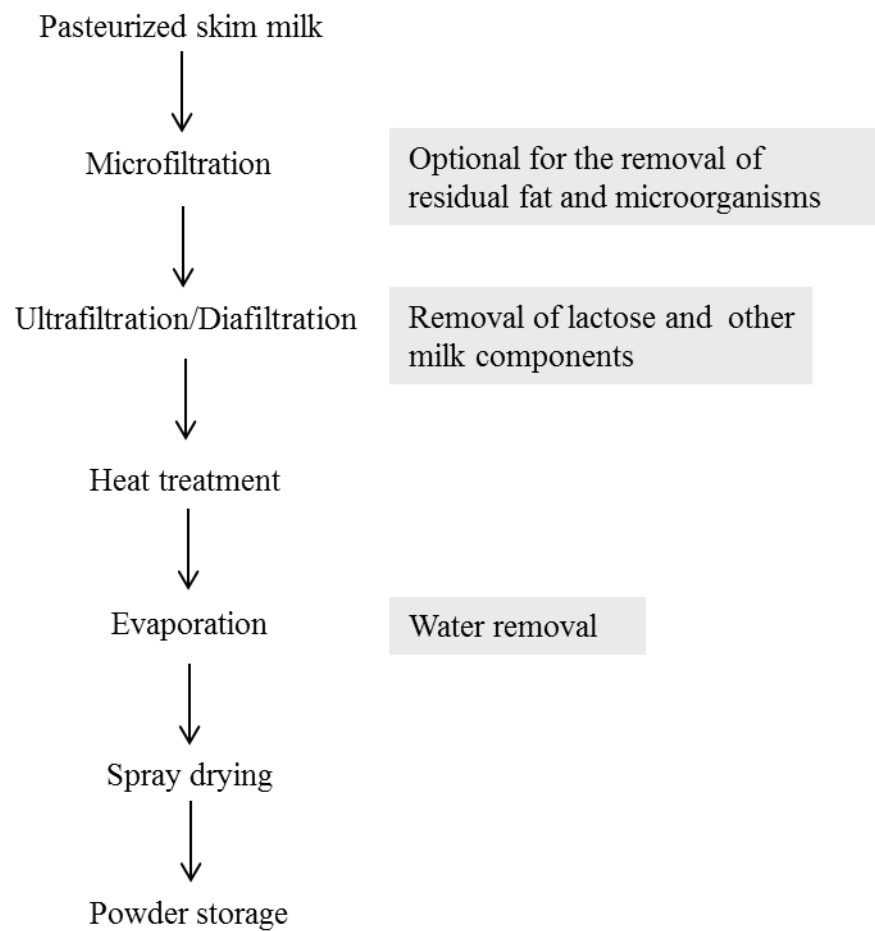 Pasteurized skim milk
Microfiltration
Optional for the removal of
residual fat and microorganisms
Ultrafiltration/Diafiltration
Removal of lactose and other
milk components
Heat treatment
Evaporation
Water removal
Spray drying
Powder storage